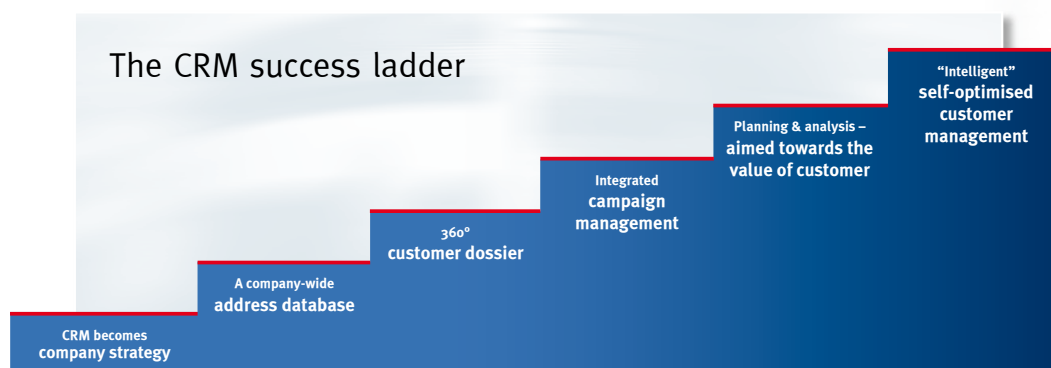 The CRM success ladder
CRM becomes
company strategy
A company-wide
address database
360°
customer dossier
Integrated
campaign
management
Planning & analysis –
aimed towards the
value of customer
“Intelligent”
self-optimised
customer
management